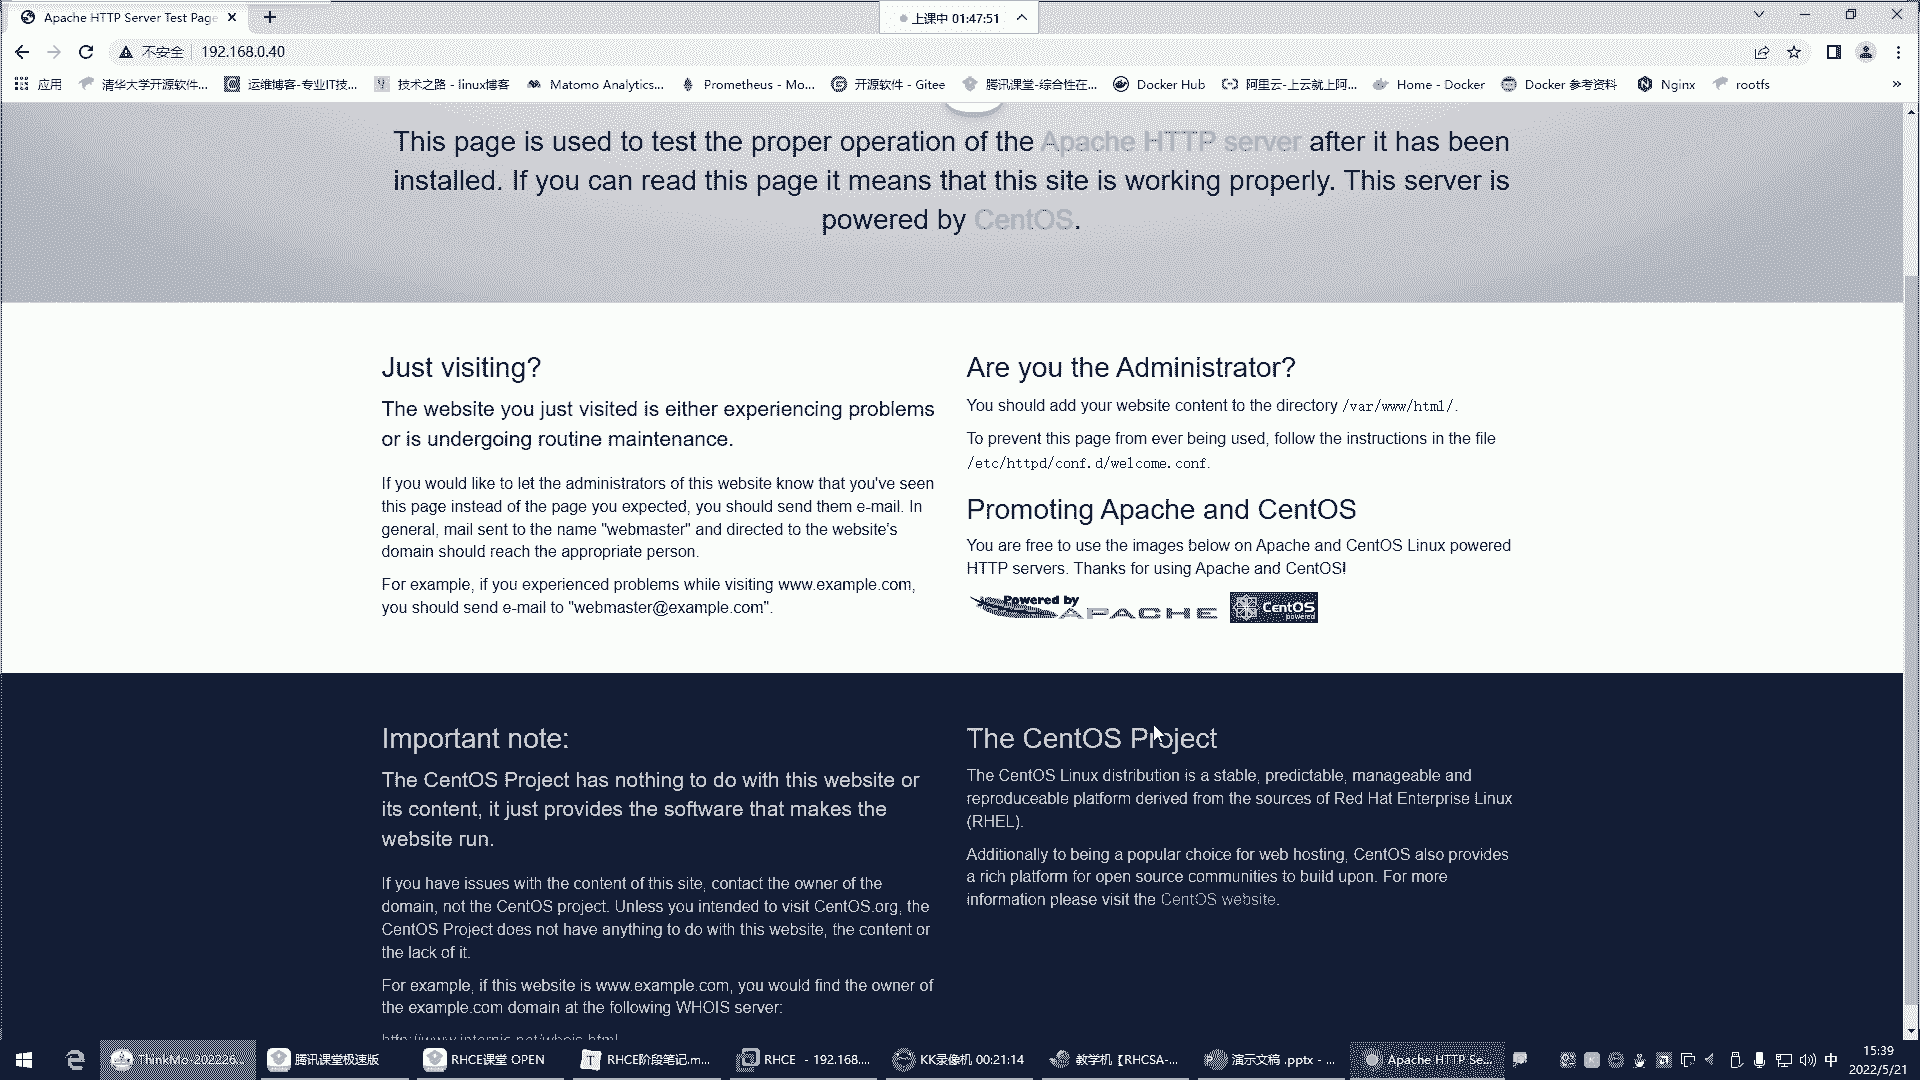 Apache HTTP Server Test Page
上课中 01:47:51
不安全
192.168.0.40
应用
清华大学开源软件...
运维博客-专业IT技...
技术之路 - linux博客
Matomo Analytics...
Prometheus - Mo...
开源软件 - Gitee
腾讯课堂-综合性在...
Docker Hub
阿里云-上云就上阿...
Home - Docker
Docker 参考资料
Nginx
rootfs
This page is used to test the proper operation of the Apache HTTP server after it has been
installed. If you can read this page it means that this site is working properly. This server is
powered by CentOS.
Just visiting?
The website you just visited is either experiencing problems
or is undergoing routine maintenance.
If you would like to let the administrators of this website know that you've seen
this page instead of the page you expected, you should send them e-mail. In
general, mail sent to the name "webmaster" and directed to the website's
domain should reach the appropriate person.
For example, if you experienced problems while visiting www.example.com,
you should send e-mail to "webmaster@example.com".
Are you the Administrator?
You should add your website content to the directory /var/www/html/.
To prevent this page from ever being used, follow the instructions in the file
/etc/httpd/conf.d/welcome.conf.
Promoting Apache and CentOS
You are free to use the images below on Apache and CentOS Linux powered
HTTP servers. Thanks for using Apache and CentOS!
Powered by
APACHE
CentOS
powered
Important note:
The CentOS Project has nothing to do with this website or
its content, it just provides the software that makes the
website run.
If you have issues with the content of this site, contact the owner of the
domain, not the CentOS project. Unless you intended to visit CentOS.org, the
CentOS Project does not have anything to do with this website, the content or
the lack of it.
For example, if this website is www.example.com, you would find the owner of
the example.com domain at the following WHOIS server:
http://www.internic.net/whois.html
The CentOS Project
The CentOS Linux distribution is a stable, predictable, manageable and
reproduceable platform derived from the sources of Red Hat Enterprise Linux
(RHEL).
Additionally to being a popular choice for web hosting, CentOS also provides
a rich platform for open source communities to build upon. For more
information please visit the CentOS website.
ThinkMo-202226...
腾讯课堂极速版
RHCE课堂 OPEN
RHCE阶段笔记.m...
RHCE - 192.168....
KK录像机 00:21:14
教学机【RHCSA-...
演示文稿 .pptx - ...
Apache HTTP Se...
中
15:39
2022/5/21